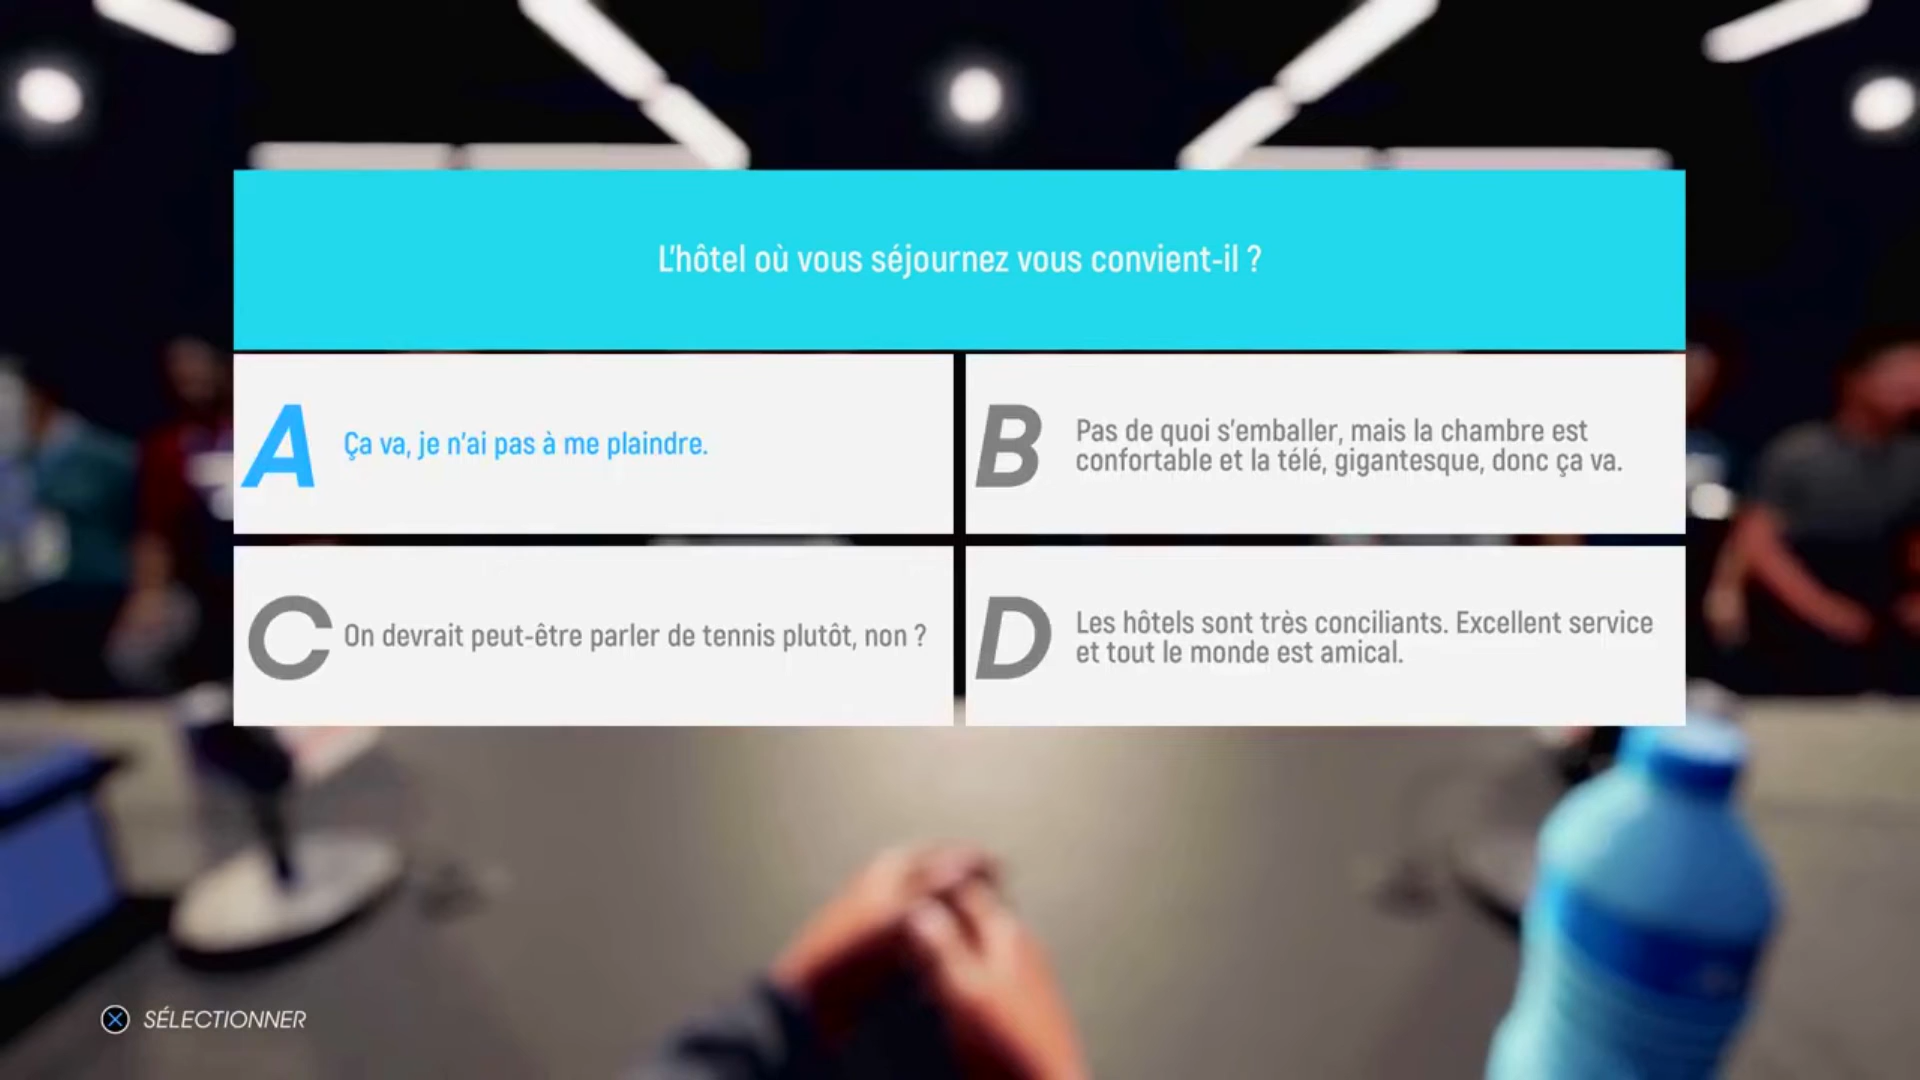 L'hôtel où vous séjournez vous convient-il ?
A
Ça va, je n'ai pas à me plaindre.
B
Pas de quoi s'emballer, mais la chambre est
confortable et la télé, gigantesque, donc ça va.
C
On devrait peut-être parler de tennis plutôt, non ?
D
Les hôtels sont très conciliants. Excellent service
et tout le monde est amical.
SÉLECTIONNER